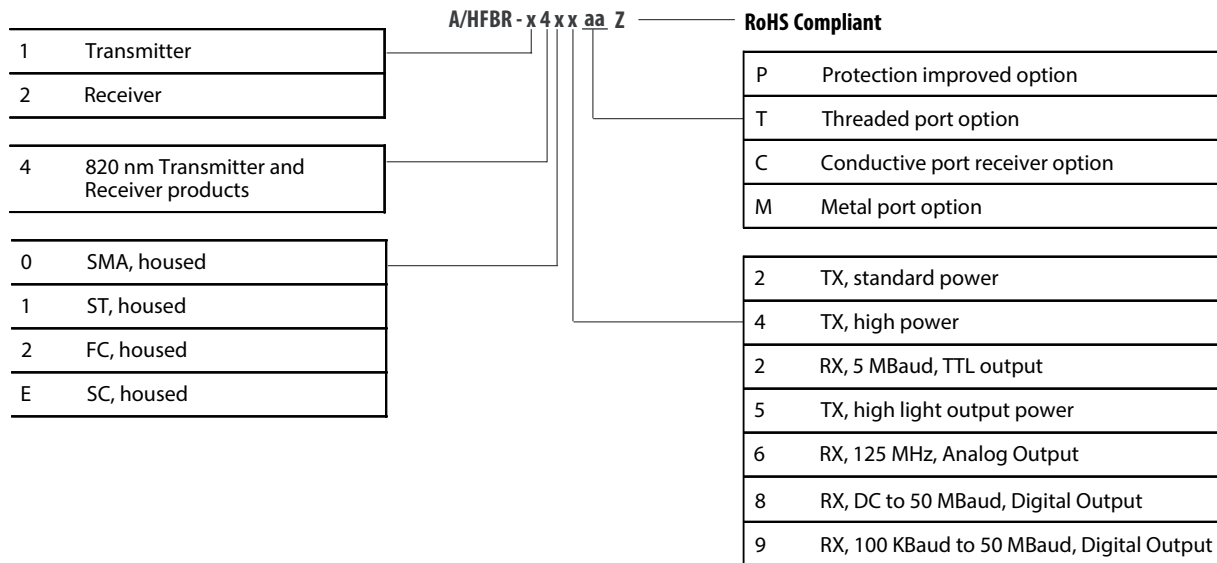 A/HFBR - x 4 x x aa Z
RoHS Compliant
1 Transmitter
2 Receiver
4 820 nm Transmitter and
Receiver products
0 SMA, housed
1 ST, housed
2 FC, housed
E SC, housed
P Protection improved option
T Threaded port option
C Conductive port receiver option
M Metal port option
2 TX, standard power
4 TX, high power
2 RX, 5 MBaud, TTL output
5 TX, high light output power
6 RX, 125 MHz, Analog Output
8 RX, DC to 50 MBaud, Digital Output
9 RX, 100 KBaud to 50 MBaud, Digital Output